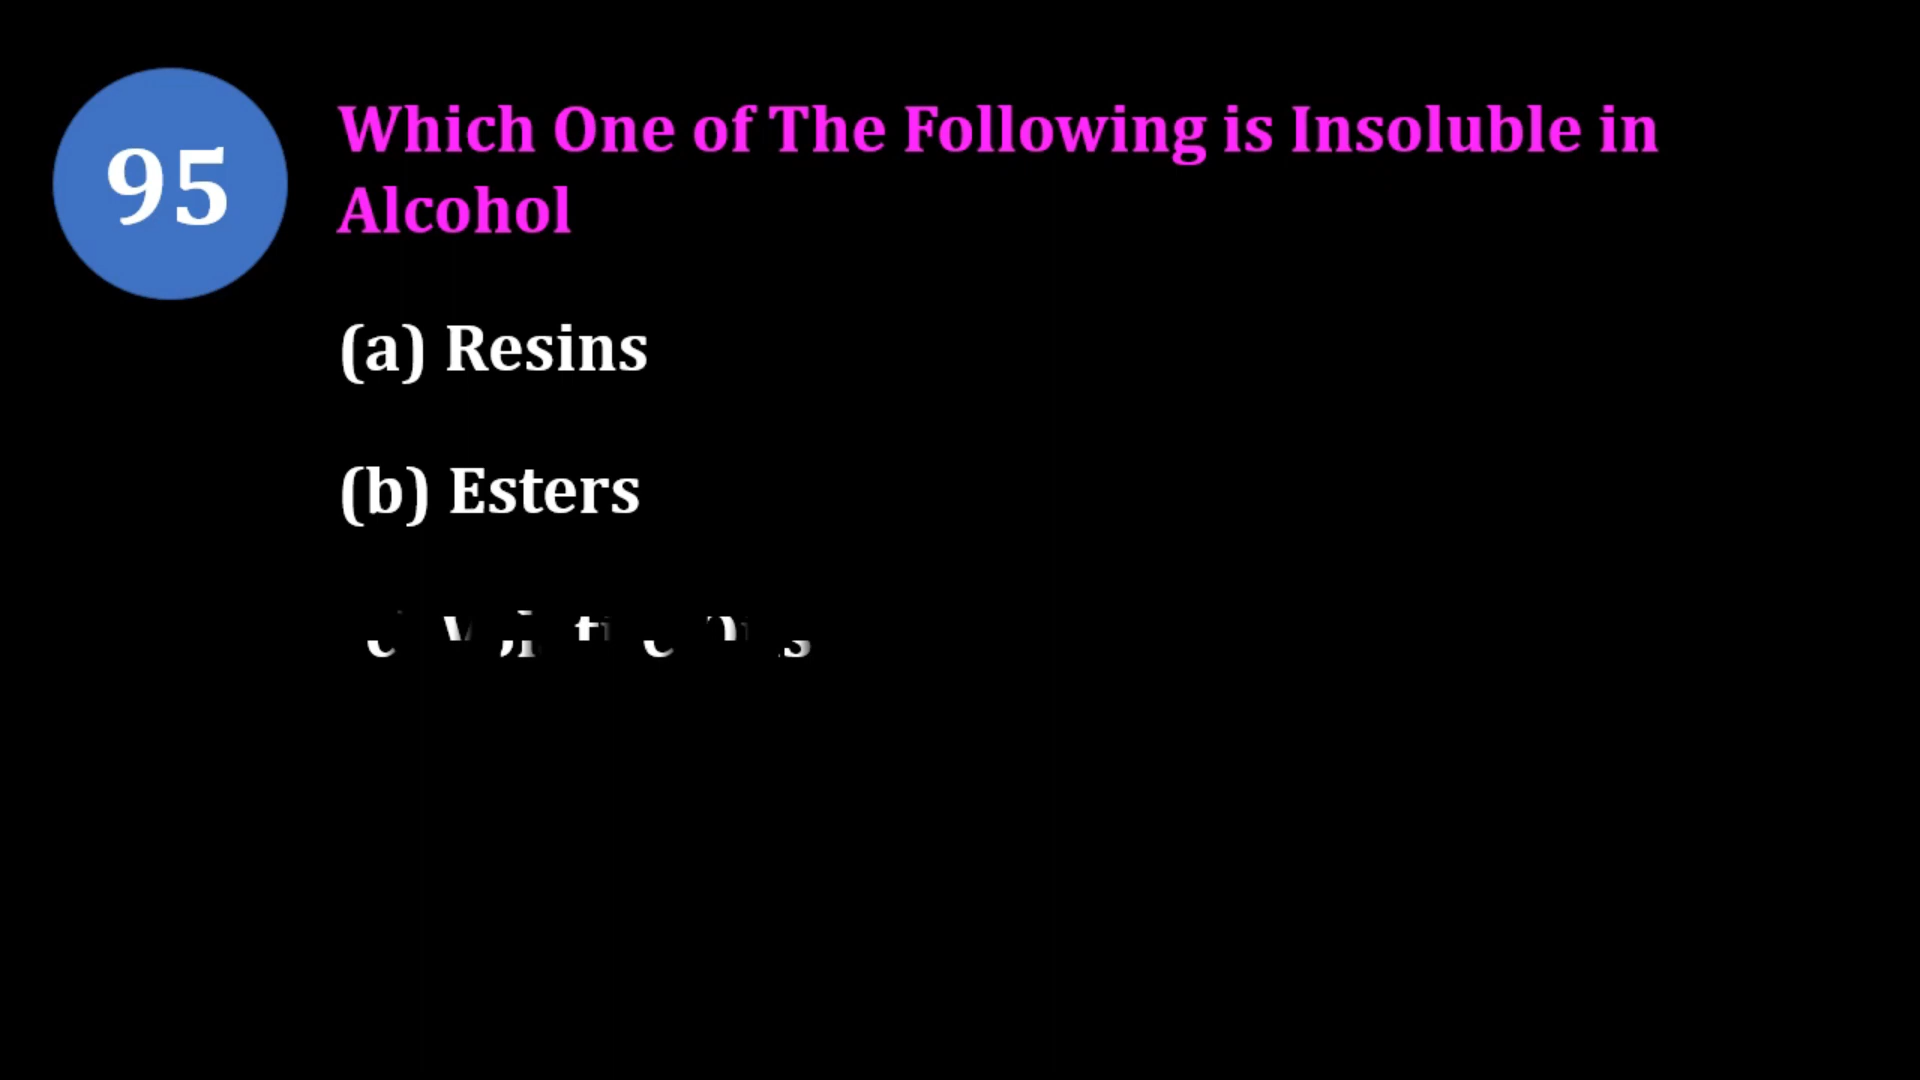 95
Which One of The Following is Insoluble in
Alcohol
(a) Resins
(b) Esters